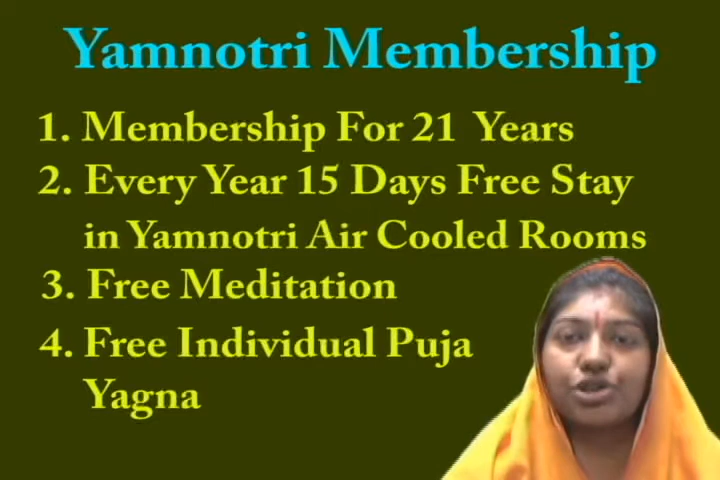 Yamnotri Membership
1. Membership For 21 Years
2. Every Year 15 Days Free Stay
in Yamnotri Air Cooled Rooms
3. Free Meditation
4. Free Individual Puja
Yagna